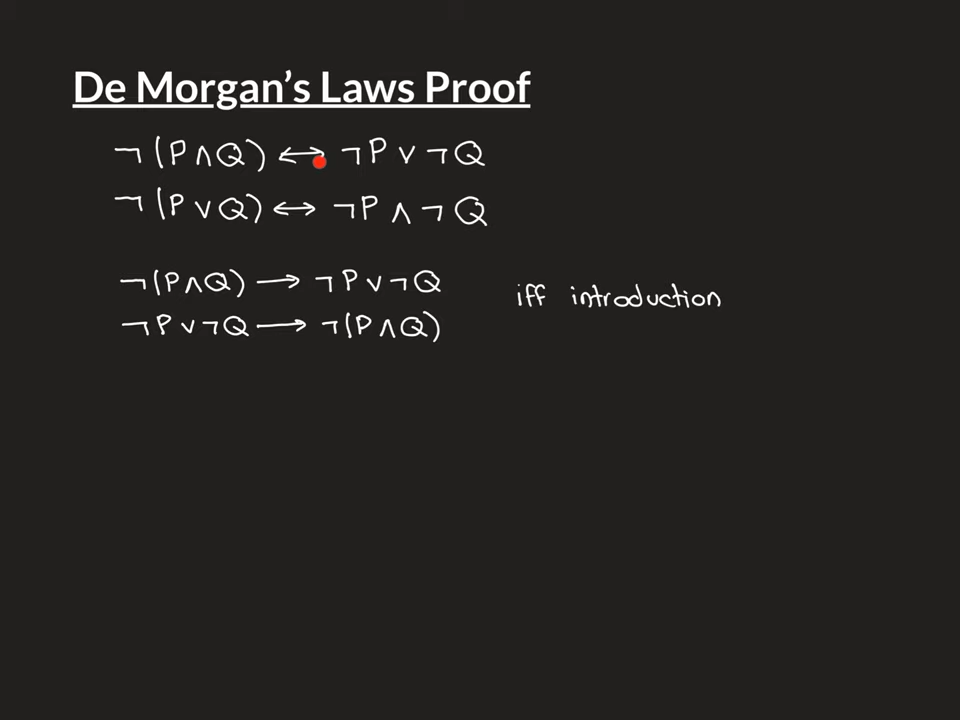 De Morgan's Laws Proof
¬(P∧Q) ↔ ¬P∨¬Q
¬(P∨Q) ↔ ¬P∧¬Q
¬(P∧Q) → ¬P∨¬Q
iff introduction
¬P∨¬Q → ¬(P∧Q)